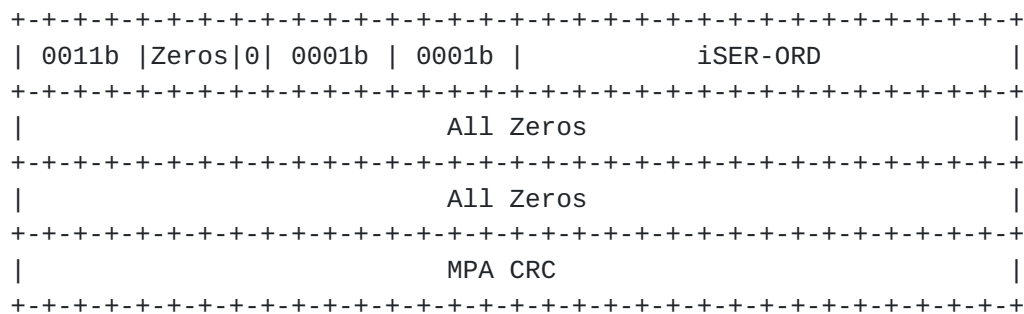 +-+-+-+-+-+-+-+-+-+-+-+-+-+-+-+-+-+-+-+-+-+-+-+-+-+-+-+-+-+-+-+-+
| 0011b |Zeros|0| 0001b | 0001b |           iSER-ORD            |
+-+-+-+-+-+-+-+-+-+-+-+-+-+-+-+-+-+-+-+-+-+-+-+-+-+-+-+-+-+-+-+-+
|                           All Zeros                           |
+-+-+-+-+-+-+-+-+-+-+-+-+-+-+-+-+-+-+-+-+-+-+-+-+-+-+-+-+-+-+-+-+
|                           All Zeros                           |
+-+-+-+-+-+-+-+-+-+-+-+-+-+-+-+-+-+-+-+-+-+-+-+-+-+-+-+-+-+-+-+-+
|                           MPA CRC                             |
+-+-+-+-+-+-+-+-+-+-+-+-+-+-+-+-+-+-+-+-+-+-+-+-+-+-+-+-+-+-+-+-+